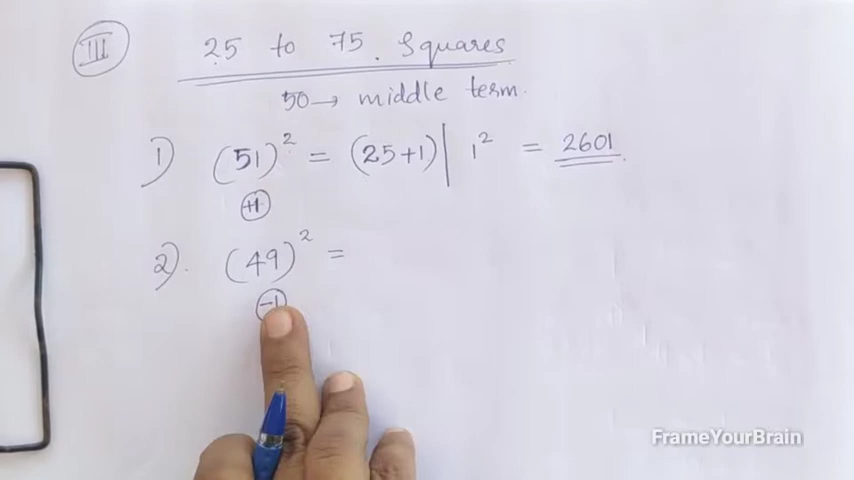 III 25 to 75. Squares
50 → middle term.
1) (51)² = (25+1) | 1² = 2601.
+1
2). (49)² =
-1
FrameYourBrain